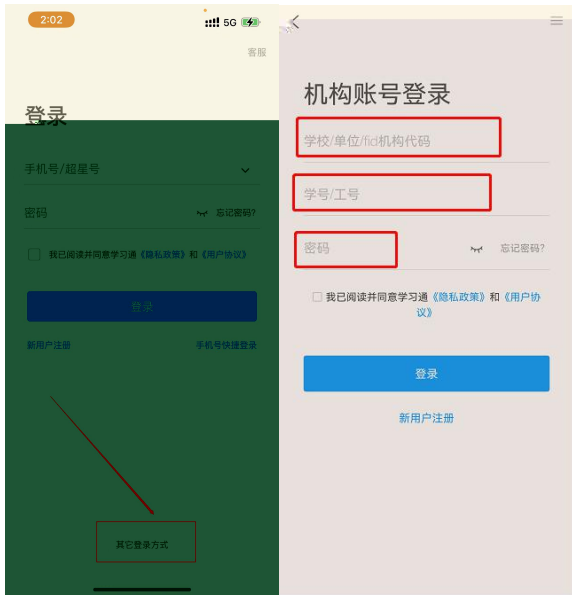 2:02
5G
客服
登录
手机号/超星号
密码
忘记密码?
我已阅读并同意学习通《隐私政策》和《用户协议》
登录
新用户注册
手机号快捷登录
其它登录方式
机构账号登录
学校/单位/fid机构代码
学号/工号
密码
忘记密码?
我已阅读并同意学习通《隐私政策》和《用户协
议》
登录
新用户注册